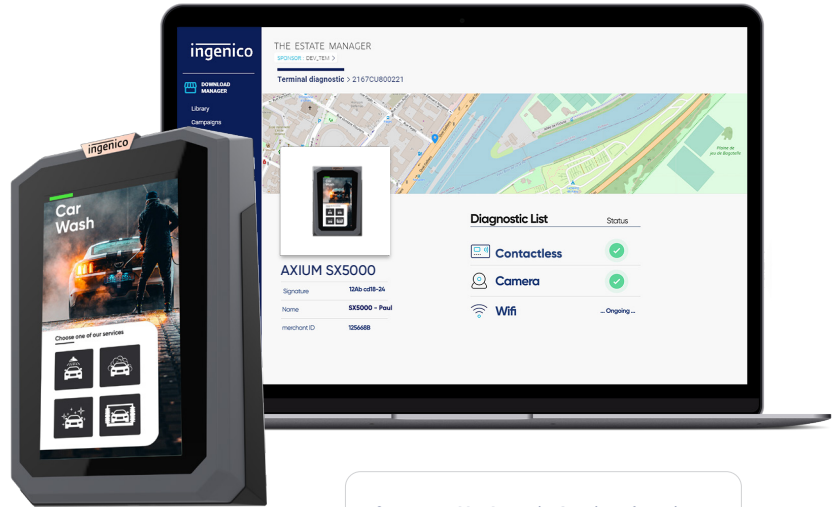 ingenico
THE ESTATE MANAGER
SPONSOR : DEV_TEM >
Terminal diagnostic > 2167CU800221
DOWNLOAD
MANAGER
Library
Campaigns
ingenico
Car
Wash
Choose one of our services
AXIUM SX5000
Signature 12Ab cd18-24
Name SX5000 - Paul
merchant ID 125668B
Diagnostic List Status
Contactless
Camera
Wifi ... Ongoing ...